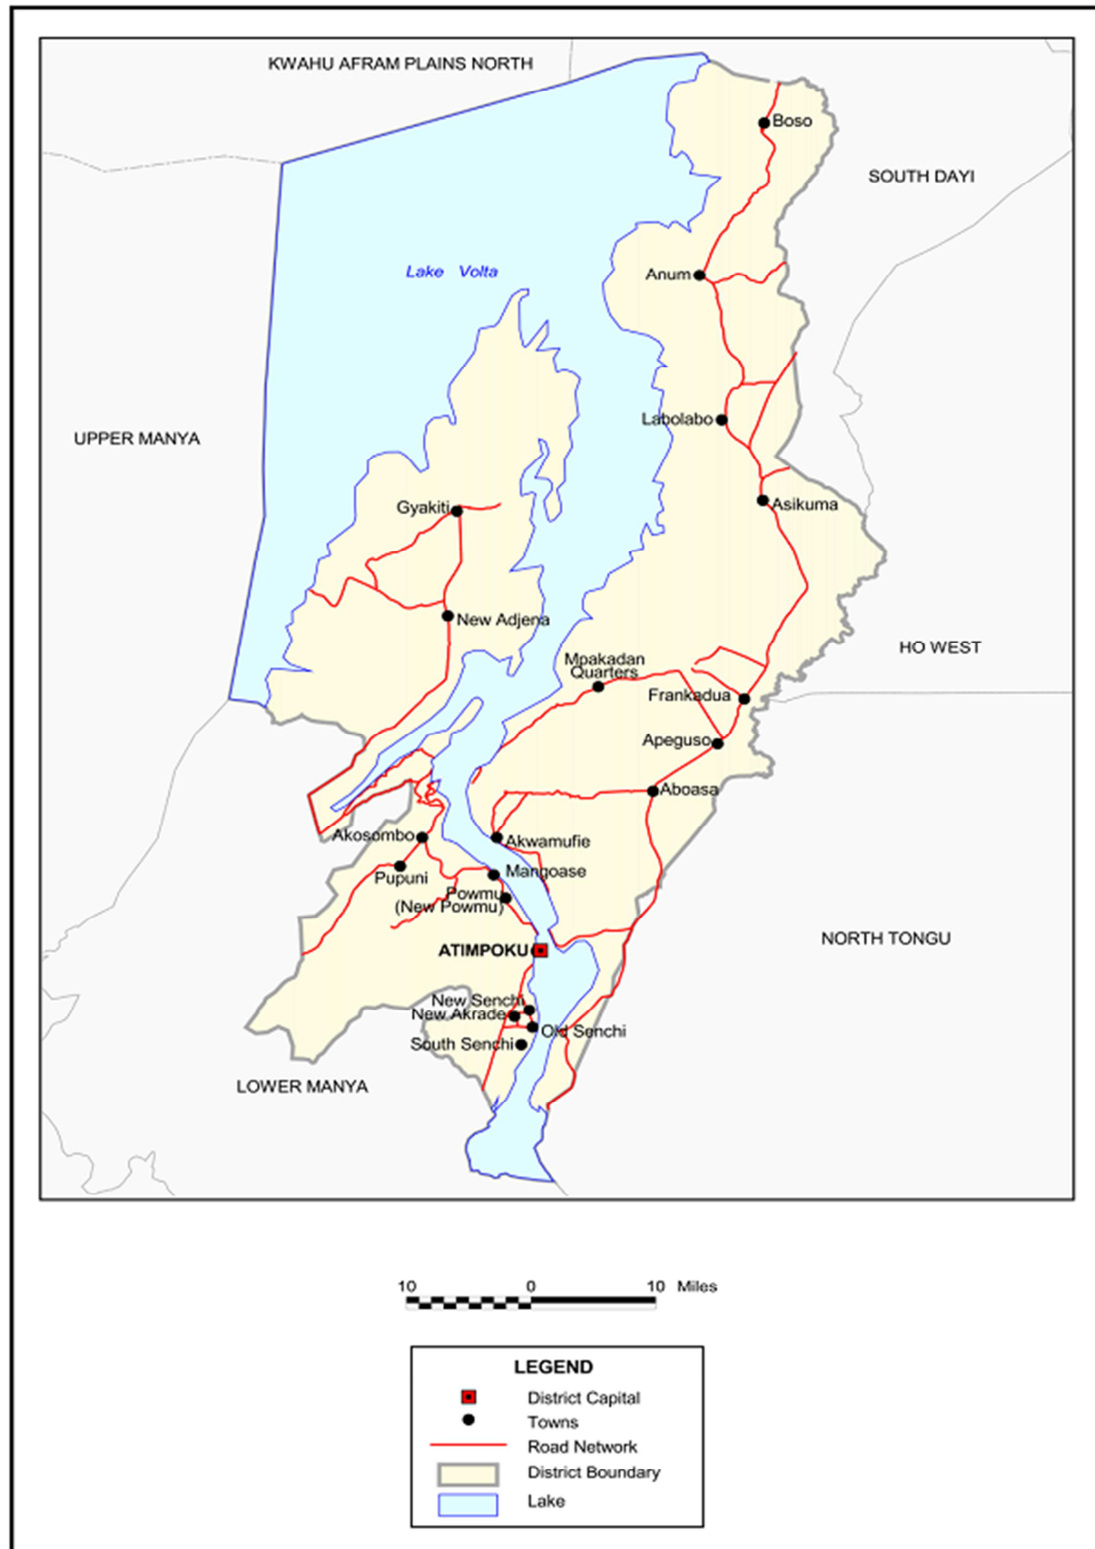 KWAHU AFRAM PLAINS NORTH
Boso
SOUTH DAYI
Lake Volta
Anum
Labolabo
UPPER MANYA
Gyakiti
Asikuma
New Adjena
HO WEST
Mpakadan
Quarters
Frankadua
Apeguso
Aboasa
Akosombo
Akwamufie
Mangoase
Pupuni
Powmu
(New Powmu)
NORTH TONGU
ATIMPOKU
New Senchi
New Akrade
Old Senchi
South Senchi
LOWER MANYA
10 0 10 Miles
LEGEND
District Capital
Towns
Road Network
District Boundary
Lake